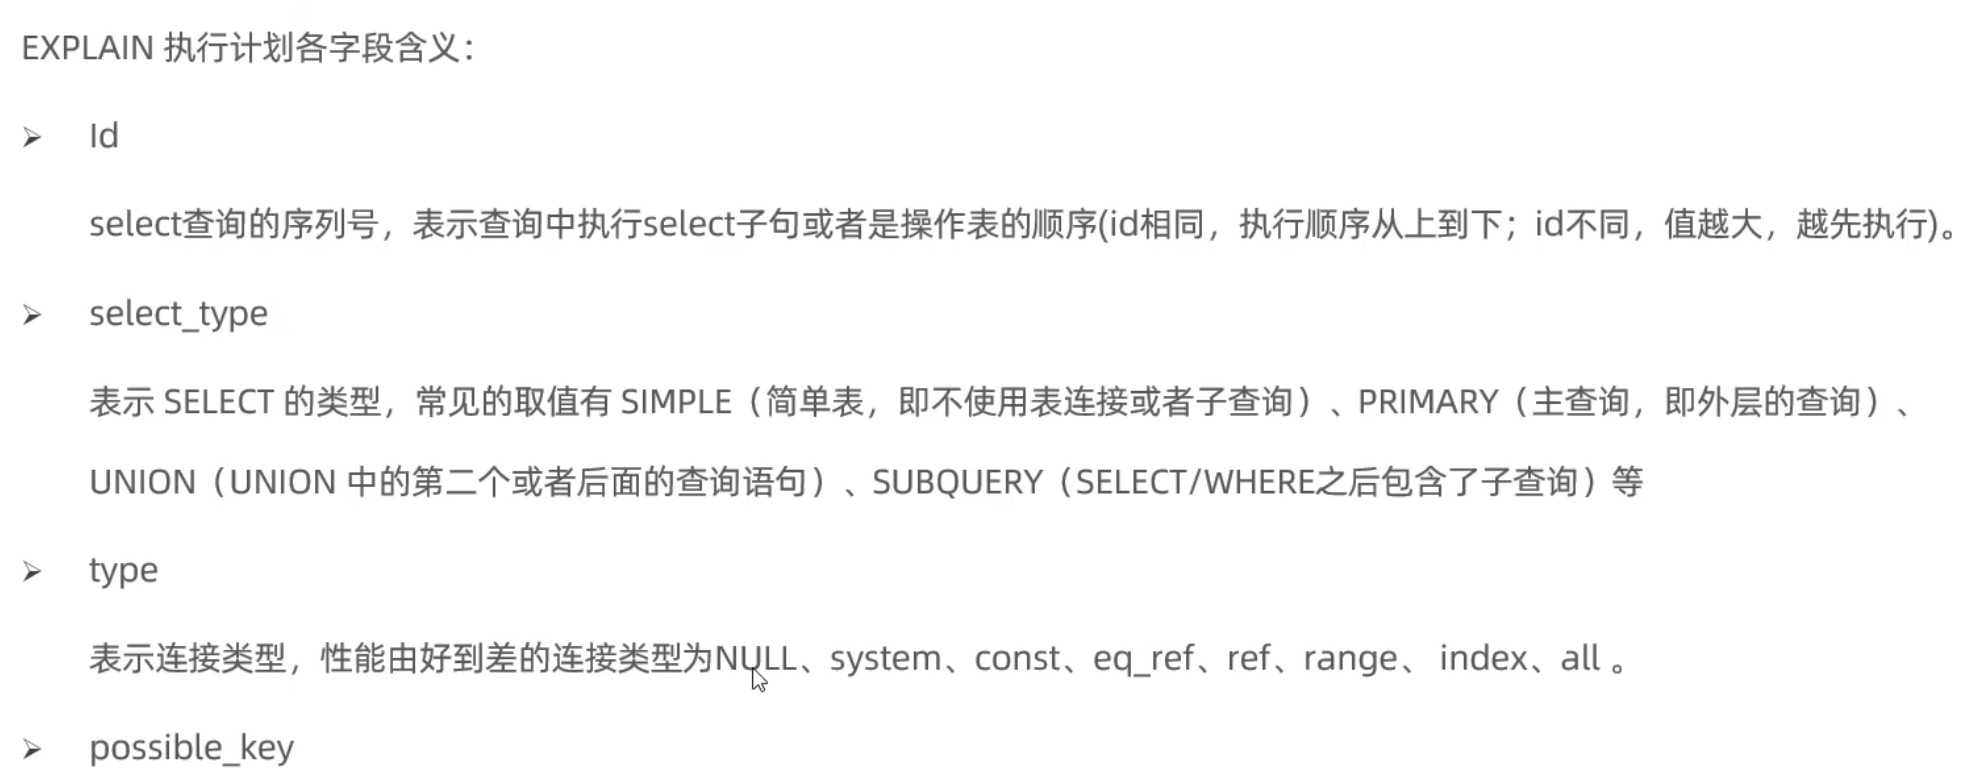 EXPLAIN 执行计划各字段含义：
➢ Id
select查询的序列号，表示查询中执行select子句或者是操作表的顺序(id相同，执行顺序从上到下；id不同，值越大，越先执行)。
➢ select_type
表示 SELECT 的类型，常见的取值有 SIMPLE（简单表，即不使用表连接或者子查询）、PRIMARY（主查询，即外层的查询）、
UNION（UNION 中的第二个或者后面的查询语句）、SUBQUERY（SELECT/WHERE之后包含了子查询）等
➢ type
表示连接类型，性能由好到差的连接类型为NULL、system、const、eq_ref、ref、range、 index、all 。
➢ possible_key